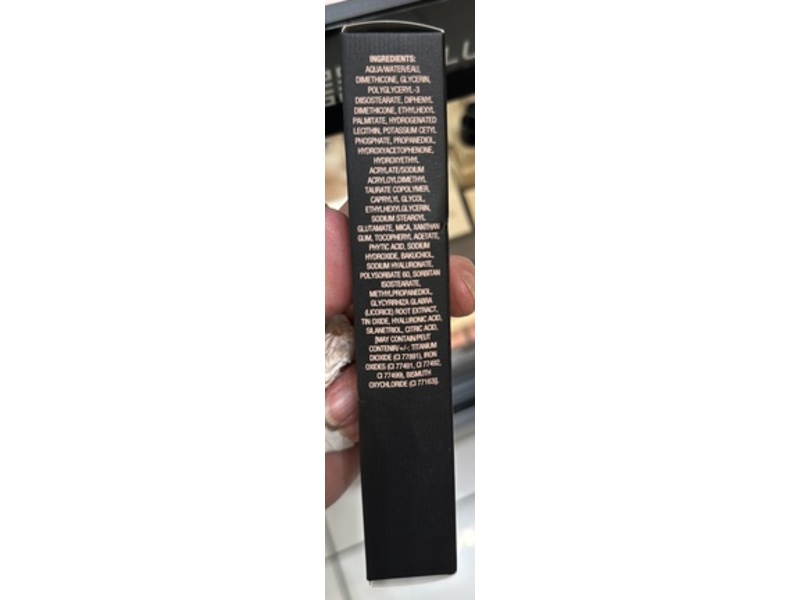 INGREDIENTS:
AQUA/WATER/EAU,
DIMETHICONE, GLYCERIN,
POLYGLYCERYL-3
DIISOSTEARATE, DIPHENYL
DIMETHICONE, ETHYLHEXYL
PALMITATE, HYDROGENATED
LECITHIN, POTASSIUM CETYL
PHOSPHATE, PROPANEDIOL,
HYDROXYACETOPHENONE,
HYDROXYETHYL
ACRYLATE/SODIUM
ACRYLOYLDIMETHYL
TAURATE COPOLYMER,
CAPRYLYL GLYCOL,
ETHYLHEXYLGLYCERIN,
SODIUM STEAROYL
GLUTAMATE, MICA, XANTHAN
GUM, TOCOPHERYL ACETATE,
PHYTIC ACID, SODIUM
HYDROXIDE, BAKUCHIOL,
SODIUM HYALURONATE,
POLYSORBATE 60, SORBITAN
ISOSTEARATE,
METHYLPROPANEDIOL,
GLYCYRRHIZA GLABRA
(LICORICE) ROOT EXTRACT,
TIN OXIDE, HYALURONIC ACID,
SILANETRIOL, CITRIC ACID,
[MAY CONTAIN/PEUT
CONTENIR/+/-: TITANIUM
DIOXIDE (CI 77891), IRON
OXIDES (CI 77491, CI 77492,
CI 77499), BISMUTH
OXYCHLORIDE (CI 77163)].